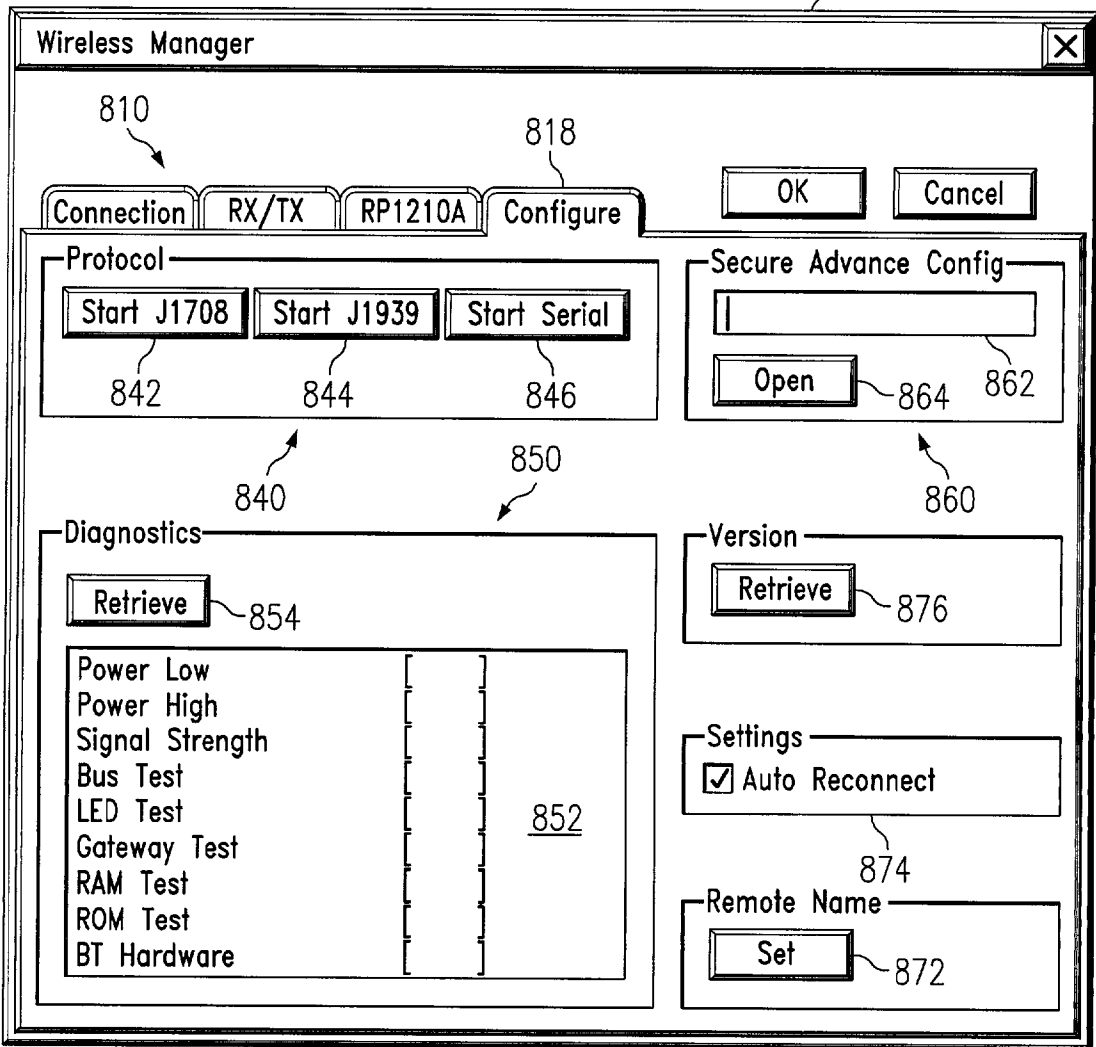 Wireless Manager
810
818
OK Cancel
Connection RX/TX RP1210A Configure
Protocol
Start J1708 Start J1939 Start Serial
842 844 846
840
Secure Advance Config
862
Open 864
860
850
Diagnostics
Retrieve 854
Power Low [ ]
Power High [ ]
Signal Strength [ ]
Bus Test [ ]
LED Test [ ]
Gateway Test [ ]
RAM Test [ ]
ROM Test [ ]
BT Hardware [ ]
852
Version
Retrieve 876
Settings
Auto Reconnect
874
Remote Name
Set 872